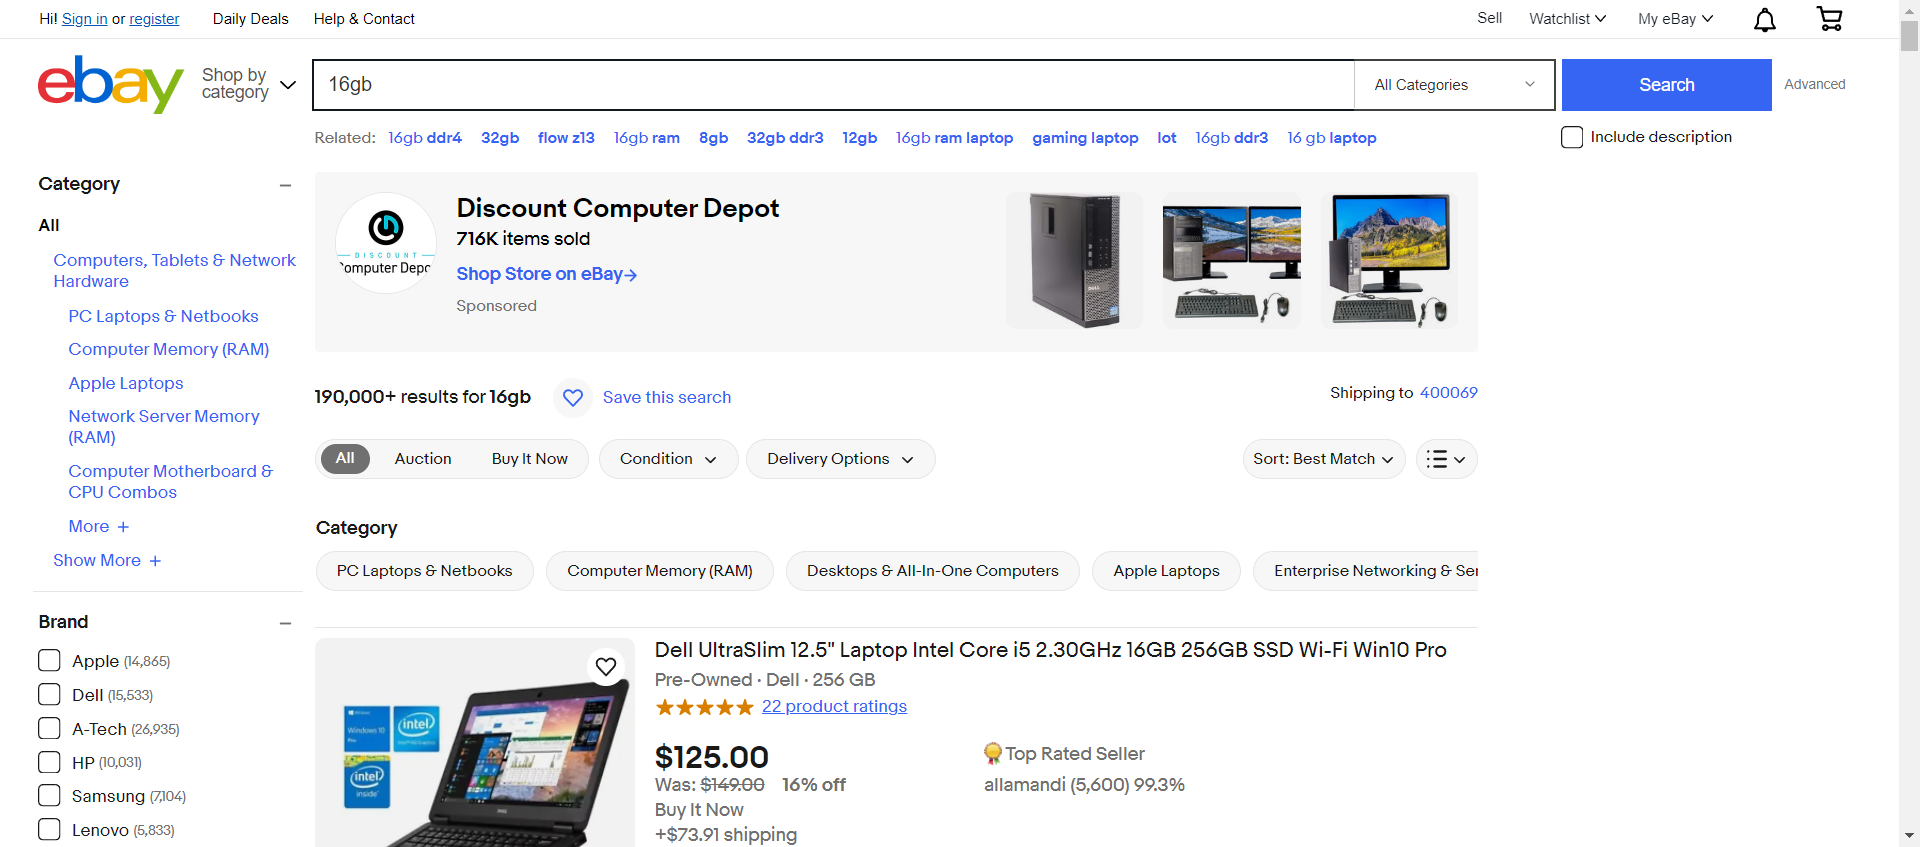 Hi! Sign in or register
Daily Deals
Help & Contact
Sell
Watchlist
My eBay
ebay
Shop by category
16gb
All Categories
Search
Advanced
Related: 16gb ddr4 32gb flow z13 16gb ram 8gb 32gb ddr3 12gb 16gb ram laptop gaming laptop lot 16gb ddr3 16 gb laptop
Include description
Category
All
Computers, Tablets & Network
Hardware
PC Laptops & Netbooks
Computer Memory (RAM)
Apple Laptops
Network Server Memory
(RAM)
Computer Motherboard &
CPU Combos
More +
Show More +
Brand
Apple (14,865)
Dell (15,533)
A-Tech (26,935)
HP (10,031)
Samsung (7,104)
Lenovo (5,833)
DISCOUNT
Computer Depo
Discount Computer Depot
716K items sold
Shop Store on eBay→
Sponsored
190,000+ results for 16gb
Save this search
Shipping to 400069
All
Auction
Buy It Now
Condition
Delivery Options
Sort: Best Match
Category
PC Laptops & Netbooks
Computer Memory (RAM)
Desktops & All-In-One Computers
Apple Laptops
Enterprise Networking & Ser
Windows 10
Pro
intel
intel
inside
DELL
Dell UltraSlim 12.5" Laptop Intel Core i5 2.30GHz 16GB 256GB SSD Wi-Fi Win10 Pro
Pre-Owned · Dell · 256 GB
22 product ratings
$125.00
Was: $149.00 16% off
Buy It Now
+$73.91 shipping
Top Rated Seller
allamandi (5,600) 99.3%